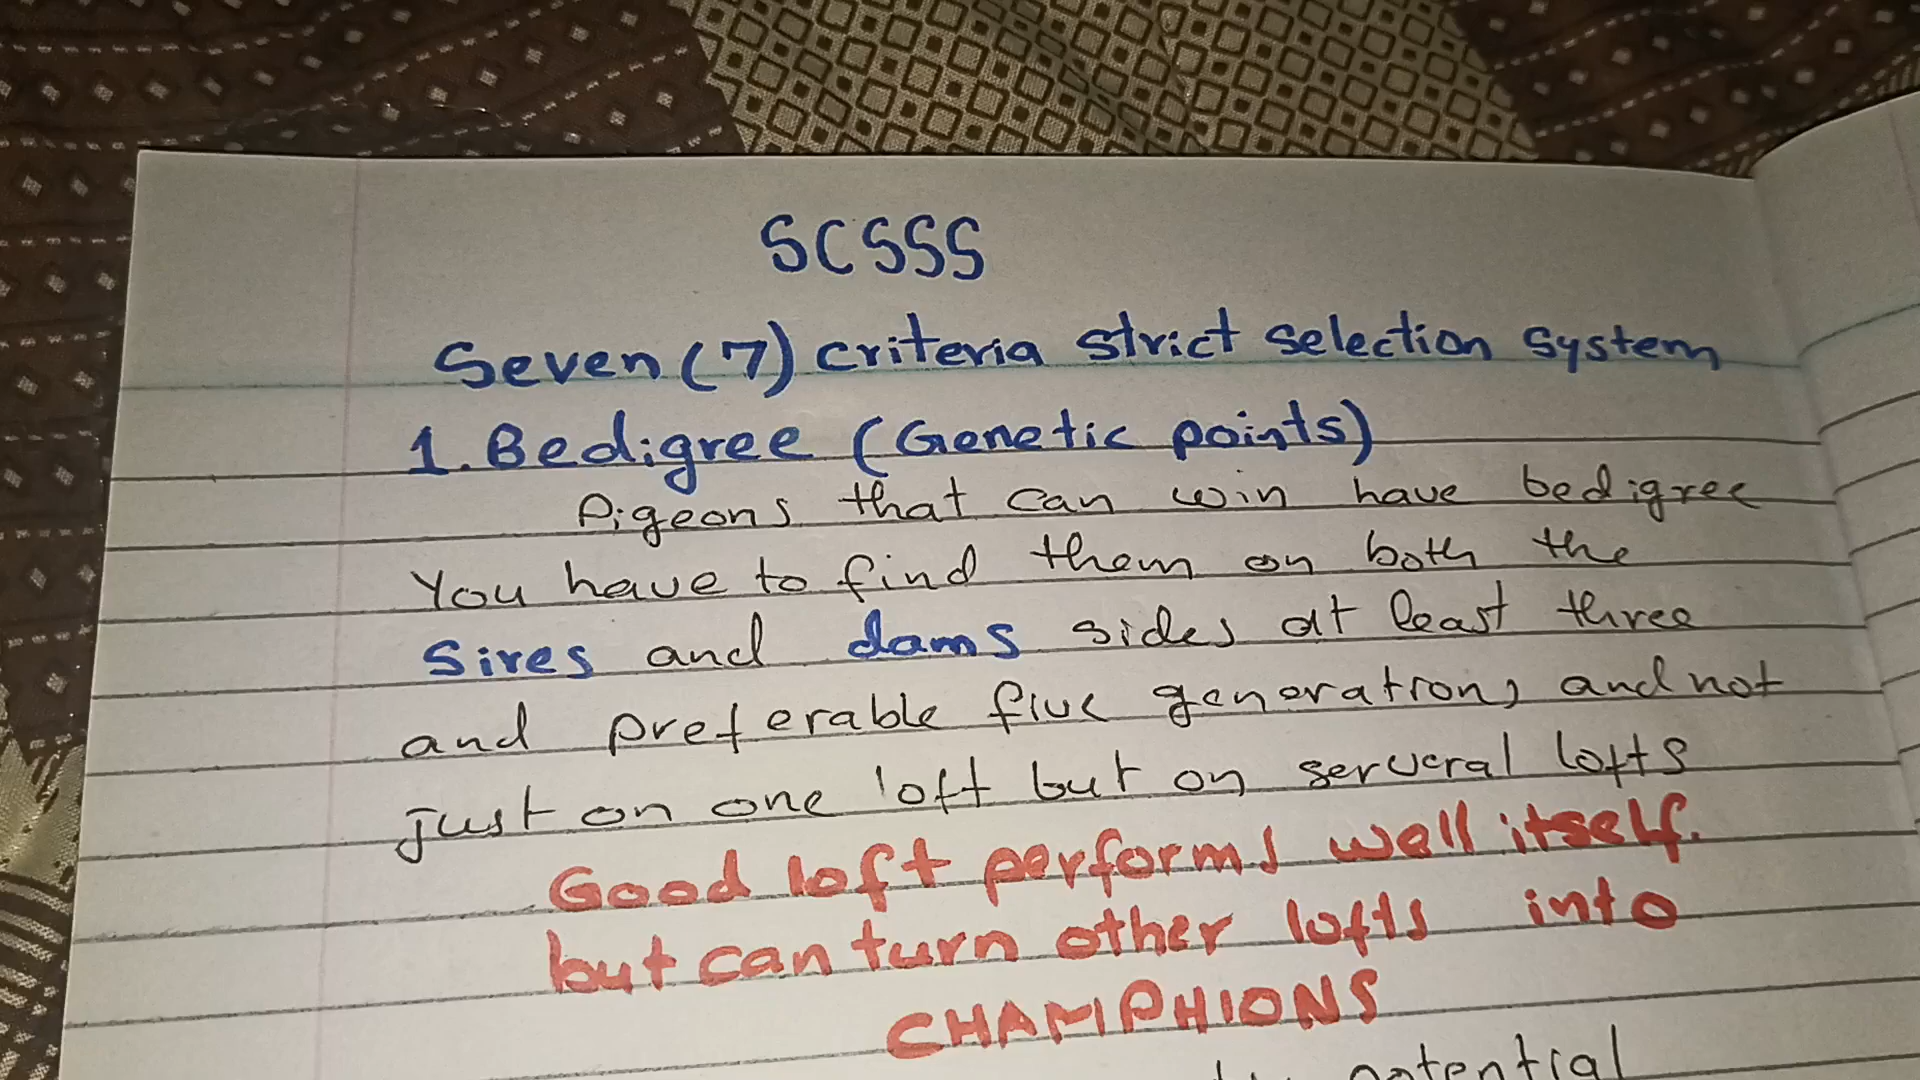 SCSSS
Seven (7) criteria strict selection system
1. Bedigree (Genetic points)
Pigeons that can win have bedigree
You have to find them on both the
Sires and dams sides at least three
and preferable five generations and not
just on one loft but on serveral lofts
Good loft performs well itself.
but can turn other lofts into
CHAMPHIONS
potential